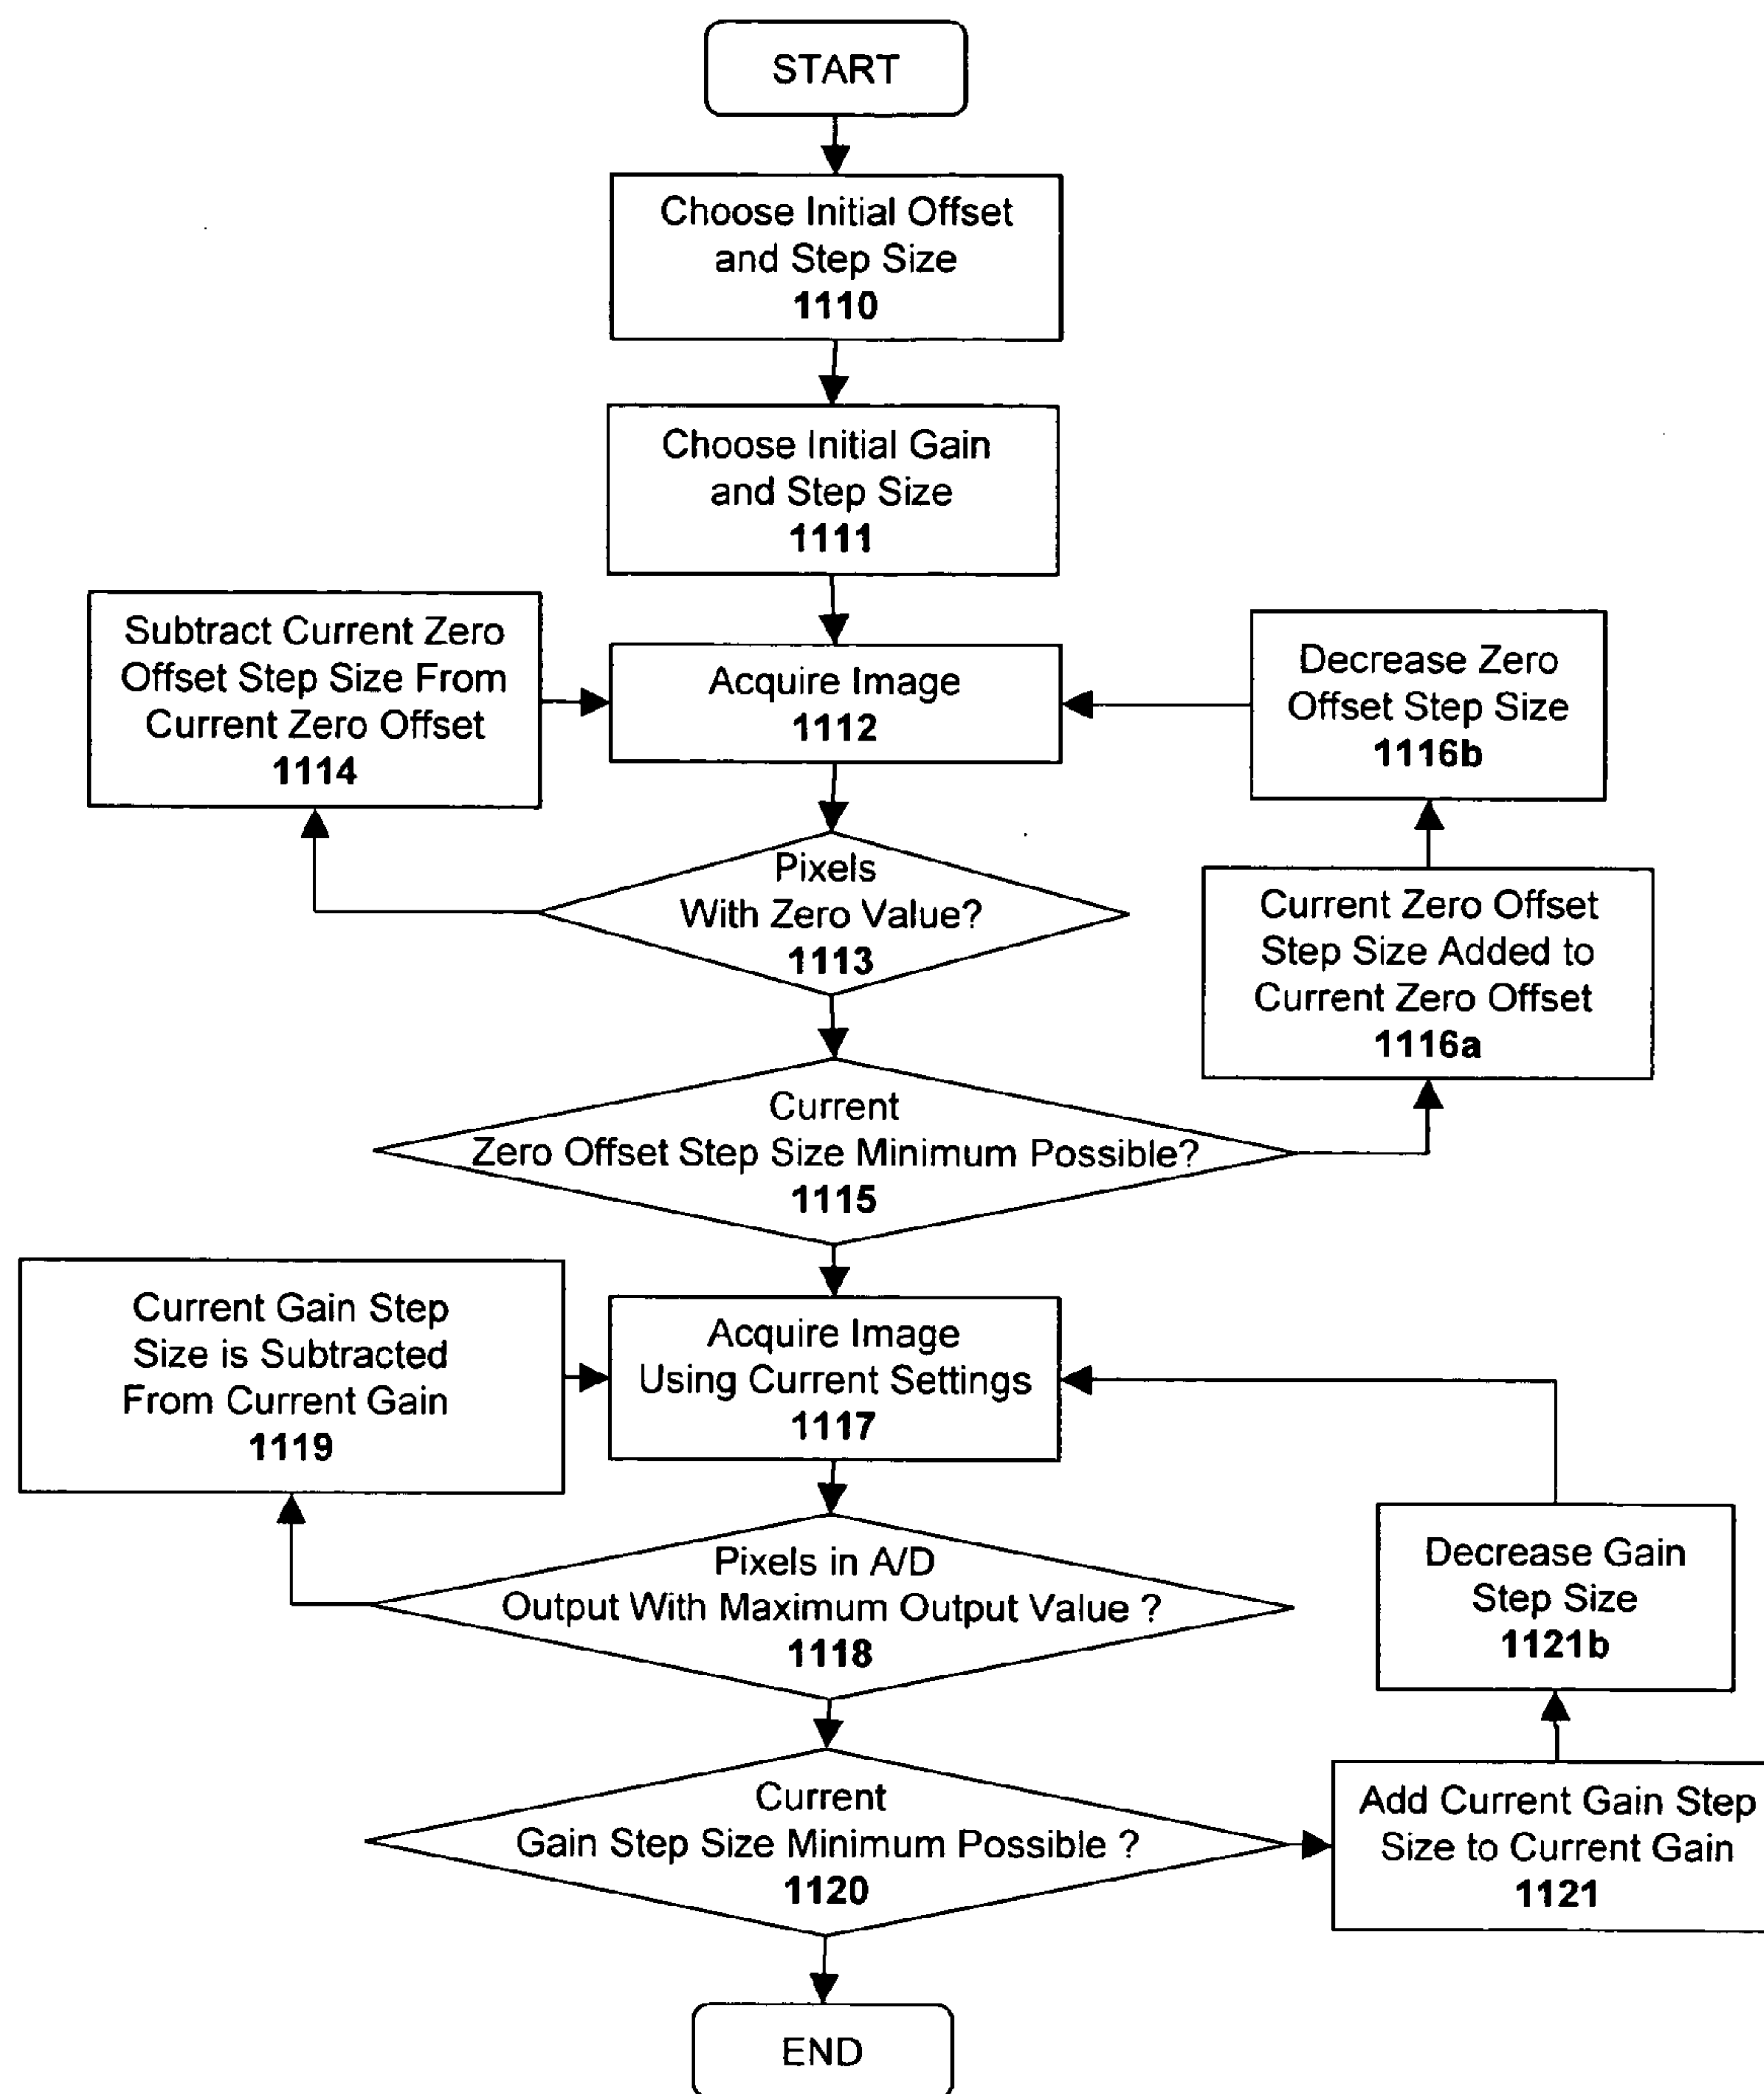 START
Choose Initial Offset
and Step Size
1110
Choose Initial Gain
and Step Size
1111
Subtract Current Zero
Offset Step Size From
Current Zero Offset
1114
Acquire Image
1112
Decrease Zero
Offset Step Size
1116b
Pixels
With Zero Value?
1113
Current Zero Offset
Step Size Added to
Current Zero Offset
1116a
Current
Zero Offset Step Size Minimum Possible?
1115
Current Gain Step
Size is Subtracted
From Current Gain
1119
Acquire Image
Using Current Settings
1117
Pixels in A/D
Output With Maximum Output Value ?
1118
Decrease Gain
Step Size
1121b
Current
Gain Step Size Minimum Possible ?
1120
Add Current Gain Step
Size to Current Gain
1121
END